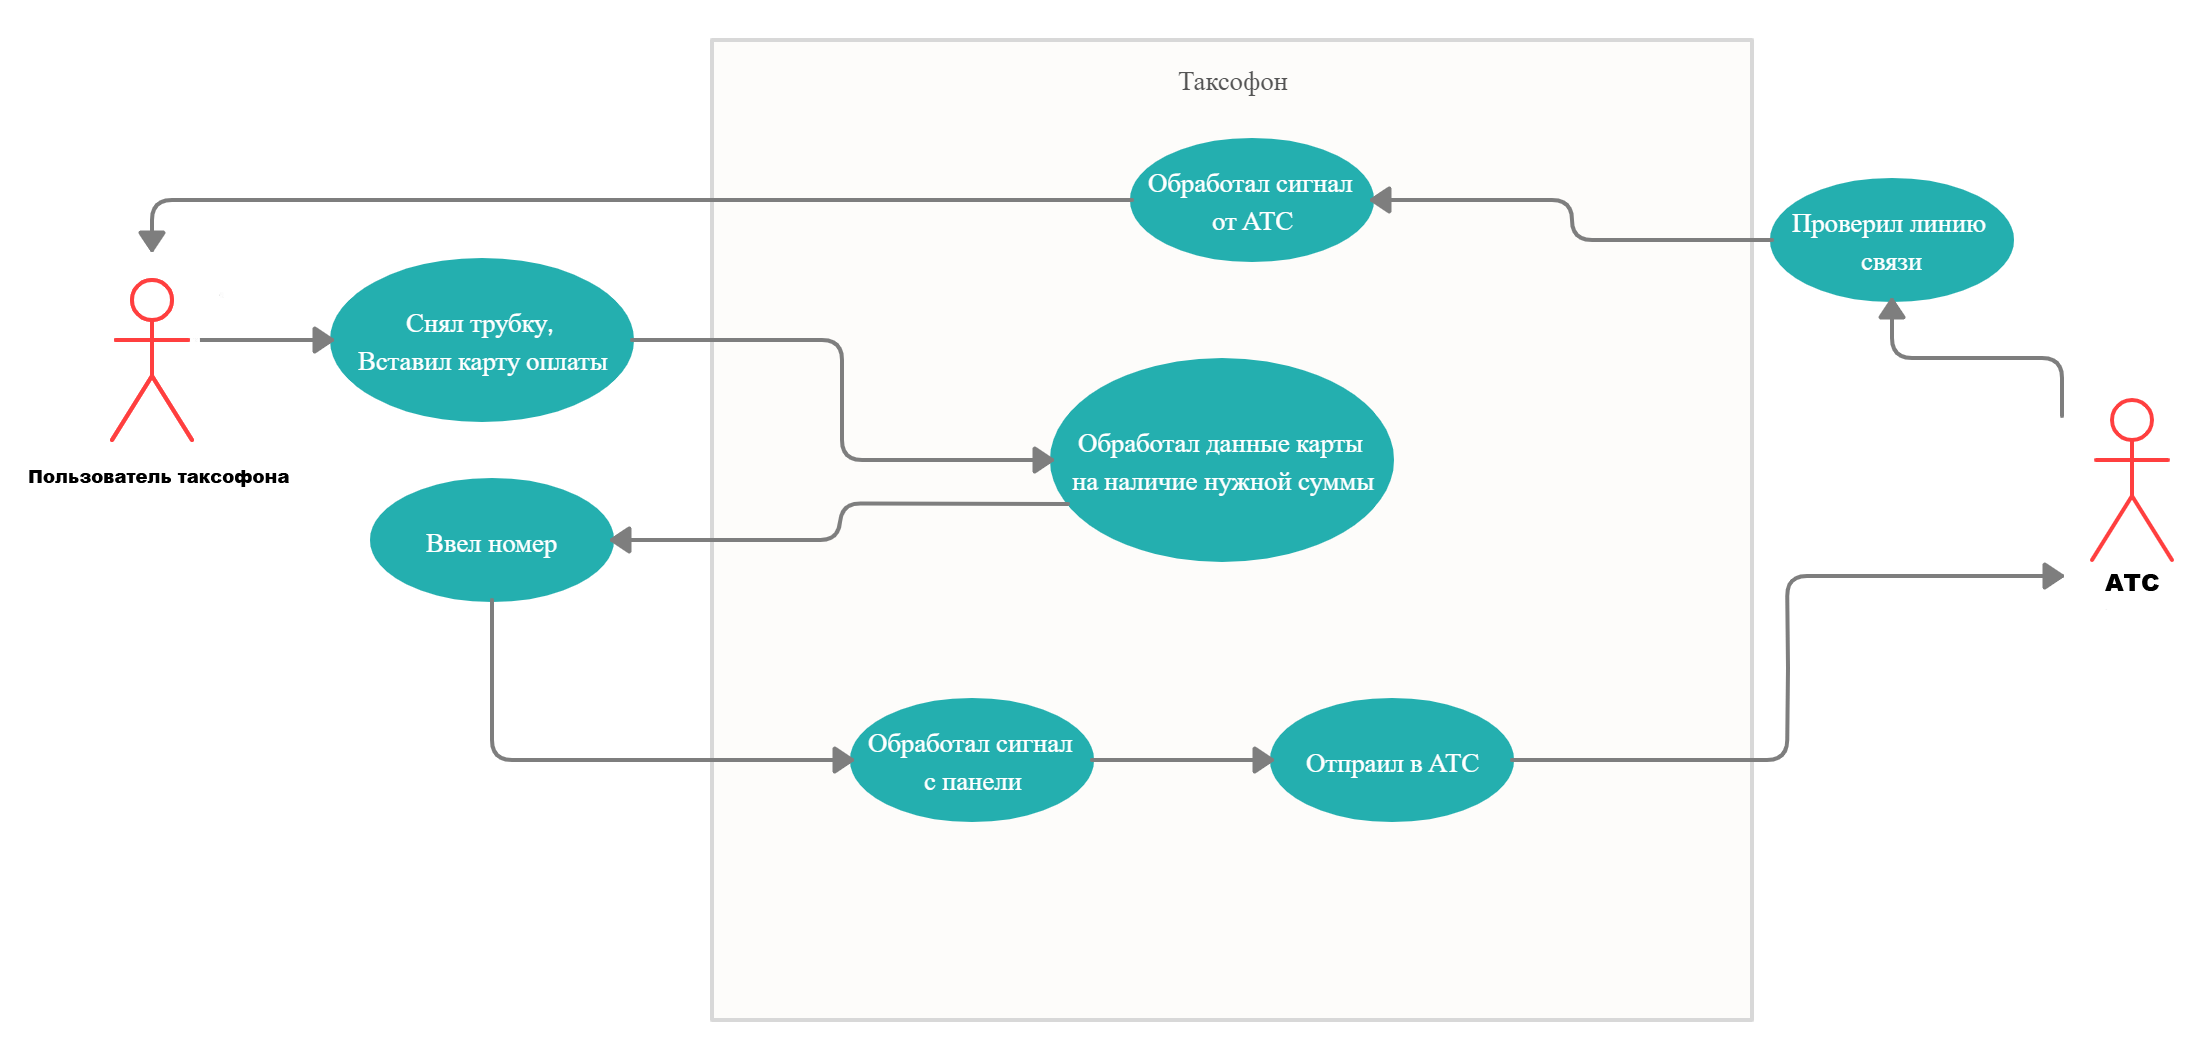 Таксофон
Обработал сигнал
от АТС
Проверил линию
связи
Снял трубку,
Вставил карту оплаты
Обработал данные карты
на наличие нужной суммы
Пользователь таксофона
Ввел номер
АТС
Обработал сигнал
с панели
Отпраил в АТС